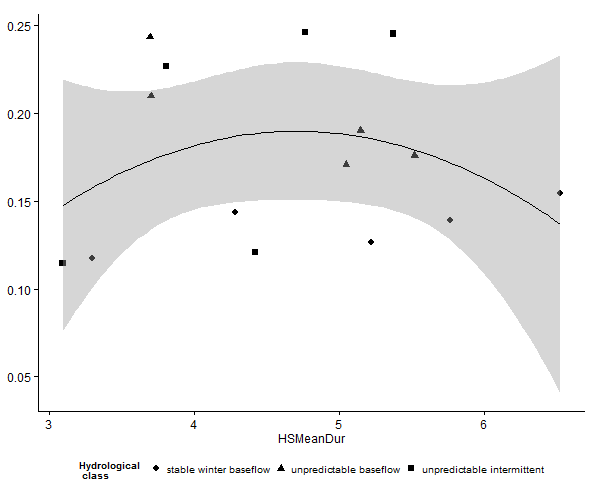 0.25
0.20
0.15
0.10
0.05
3 4 5 6
HSMeanDur
Hydrological
class
stable winter baseflow unpredictable baseflow unpredictable intermittent